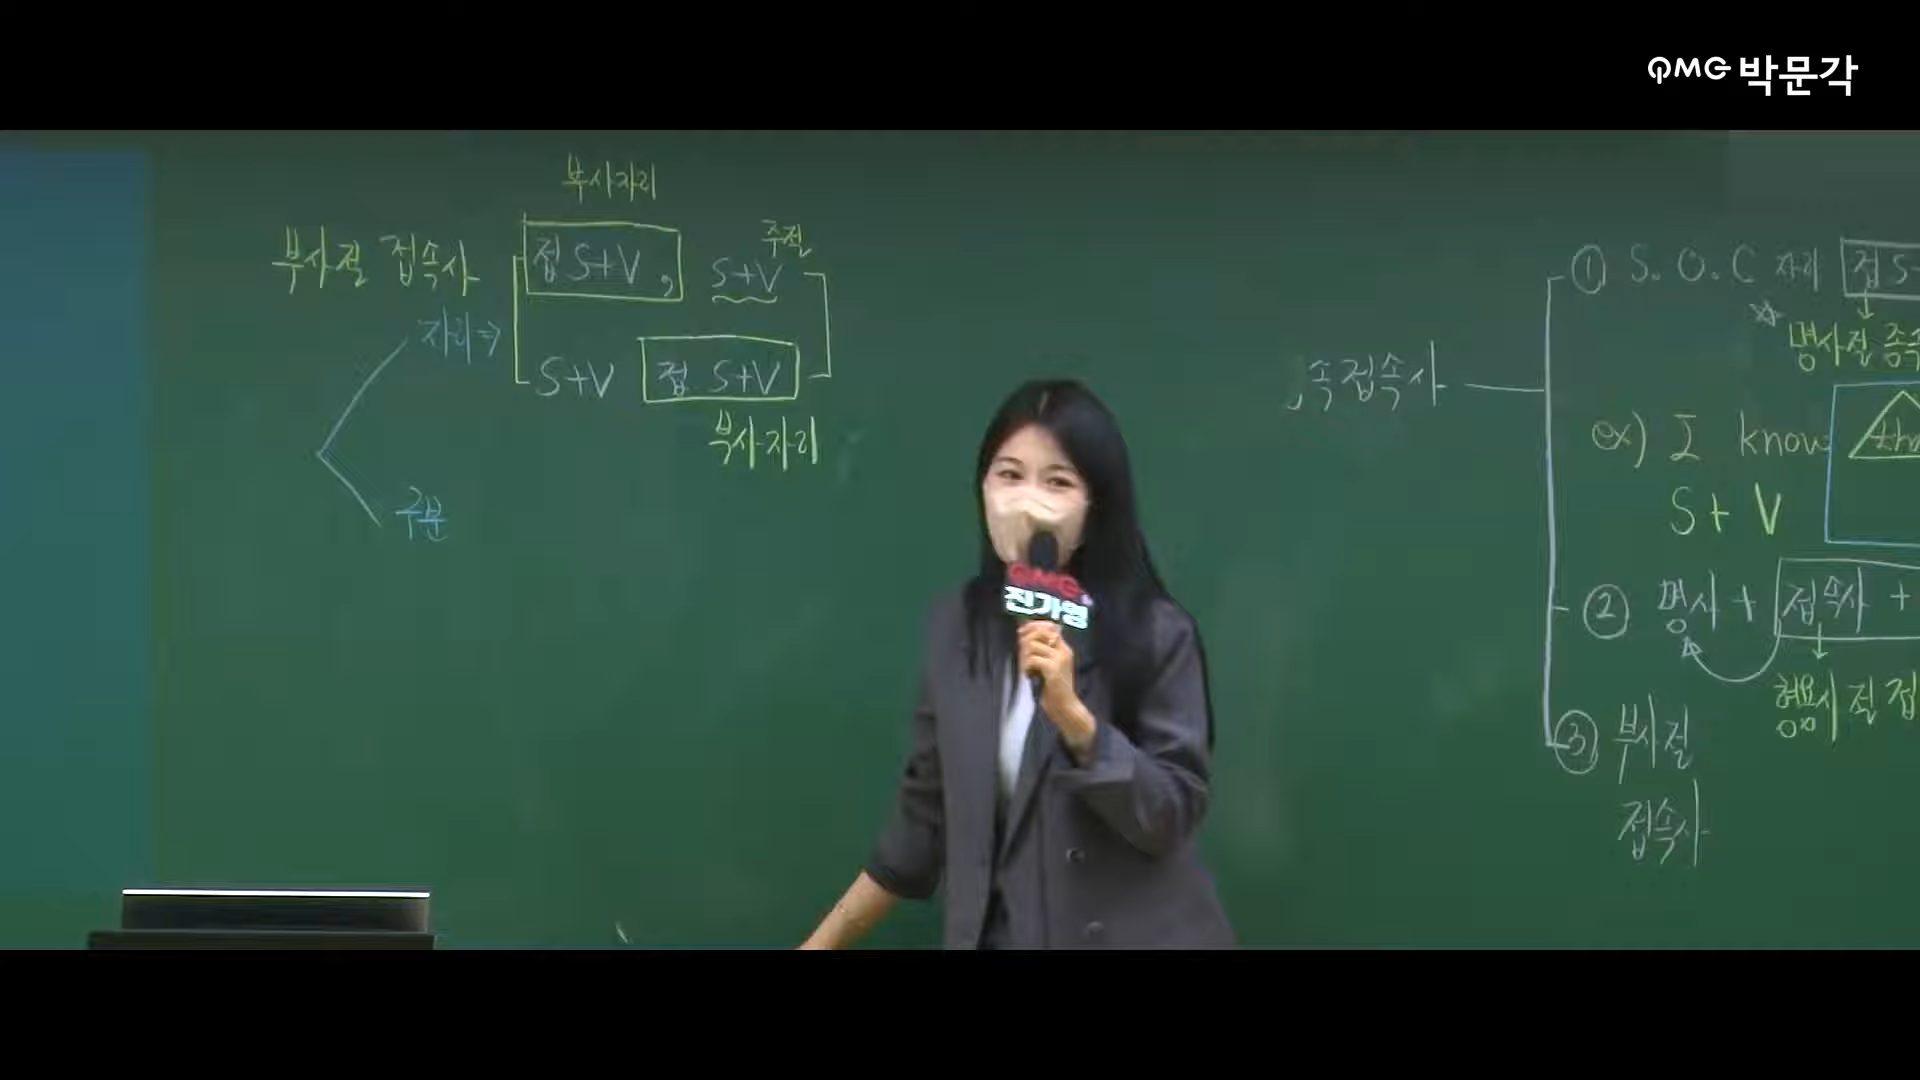 PMG 박문각
부사자리
부사절 접속사
접 S+V,
주절
S+V
자리→
S+V
접 S+V
부사자리
주분
PMG
진가영
속접속사
① S.O.C 자리
접 S+
명사절 종속
ex) I know
S+V
② 명사 + 접속사 +
형용사절 접
③ 부사절
접속사